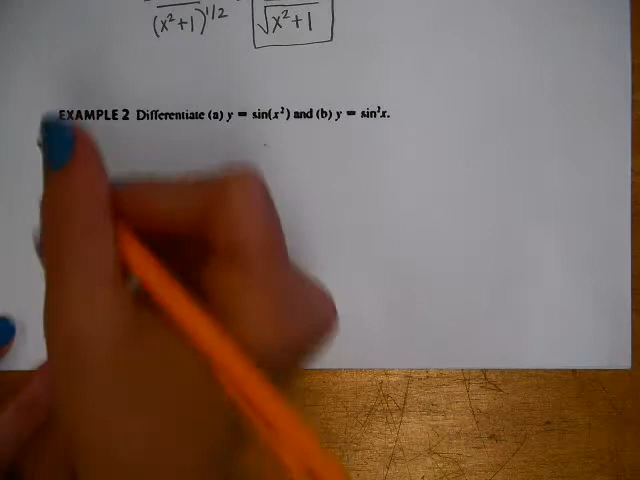 (x²+1)^1/2 √x²+1
EXAMPLE 2 Differentiate (a) y = sin(x²) and (b) y = sin²x.